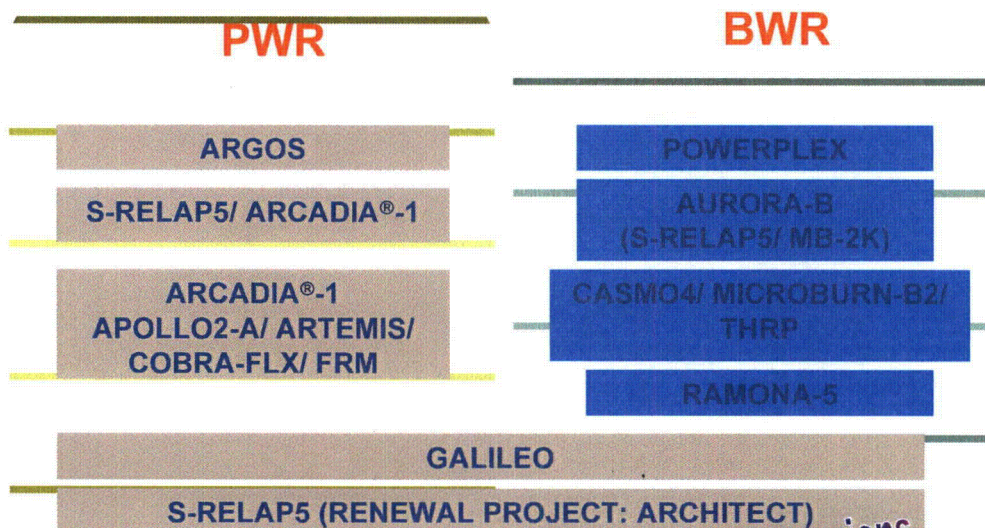 PWR
BWR
ARGOS
S-RELAP5/ ARCADIA®-1
ARCADIA®-1
APOLLO2-A/ ARTEMIS/
COBRA-FLX/ FRM
POWERPLEX
AURORA-B
(S-RELAP5/ MB-2K)
CASMO4/ MICROBURN-B2/
THRP
RAMONA-5
GALILEO
S-RELAP5 (RENEWAL PROJECT: ARCHITECT)